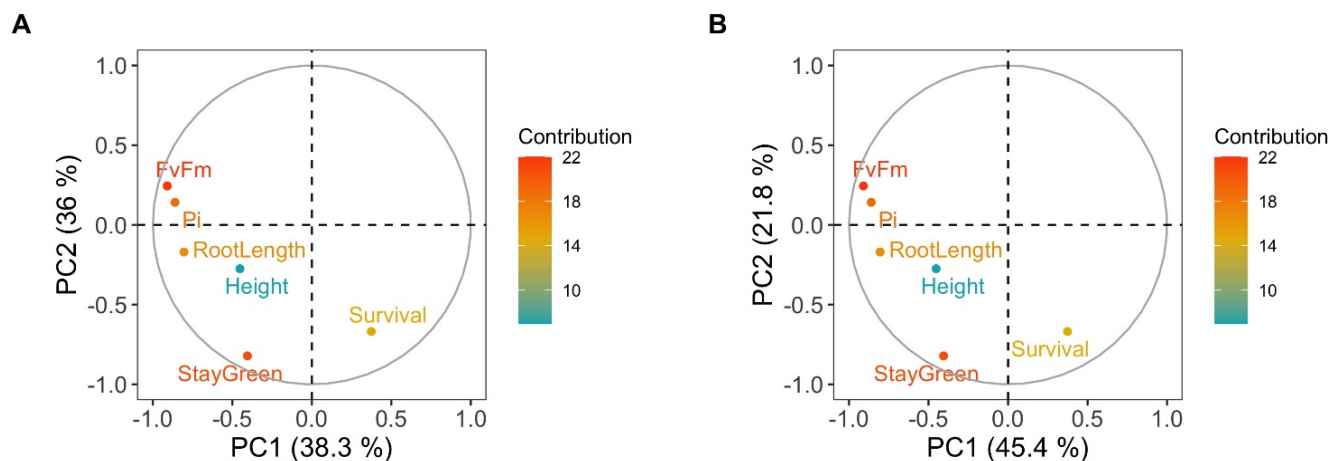 A
1.0
0.5
0.0
-0.5
-1.0
PC2 (36 %)
FvFm
Pi
RootLength
Height
Survival
StayGreen
-1.0 -0.5 0.0 0.5 1.0
PC1 (38.3 %)
Contribution
22
18
14
10
B
1.0
0.5
0.0
-0.5
-1.0
PC2 (21.8 %)
FvFm
Pi
RootLength
Height
Survival
StayGreen
-1.0 -0.5 0.0 0.5 1.0
PC1 (45.4 %)
Contribution
22
18
14
10